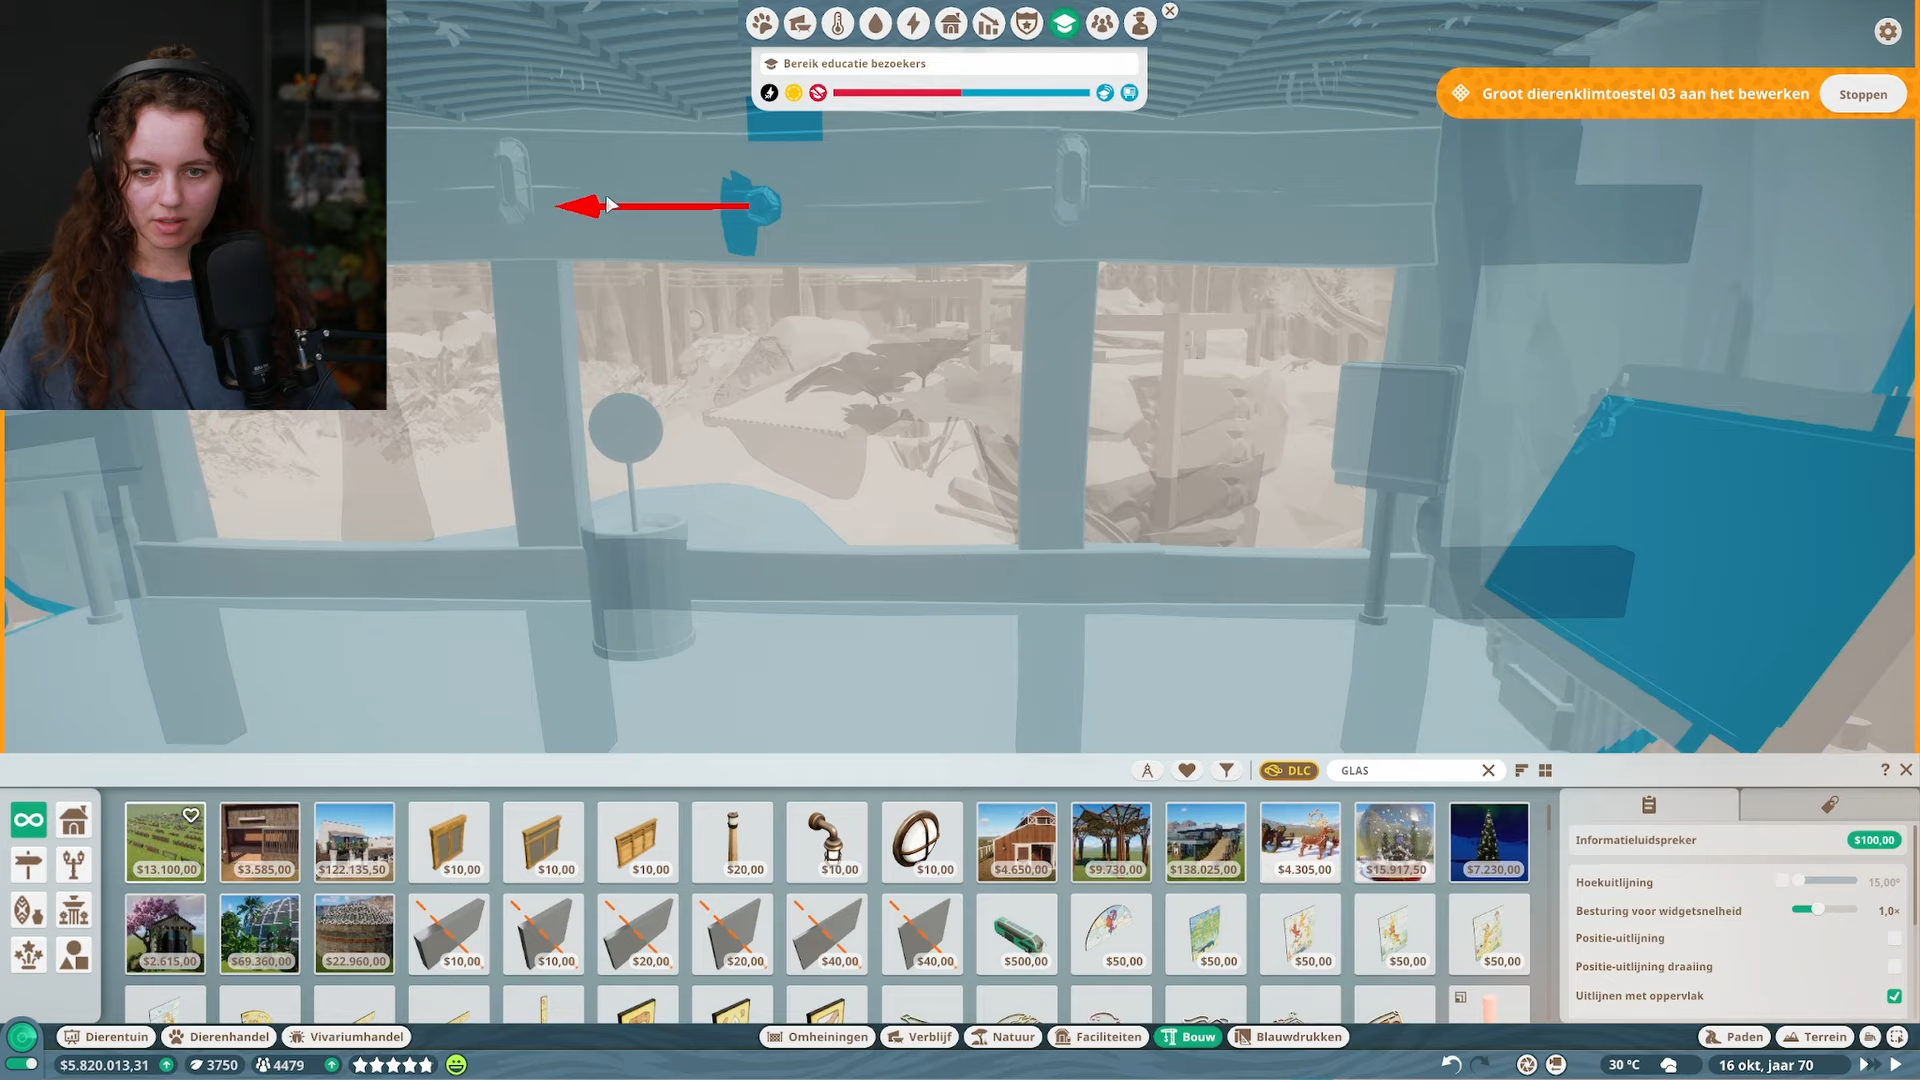 Bereik educatie bezoekers
Groot dierenklimtoestel 03 aan het bewerken
Stoppen
DLC
GLAS
?
$13.100,00
$3.585,00
$122.135,50
$10,00
$10,00
$10,00
$20,00
$10,00
$10,00
$4.650,00
$9.730,00
$138.025,00
$4.305,00
$15.917,50
$7.230,00
$2.615,00
$69.360,00
$22.960,00
$10,00
$10,00
$20,00
$20,00
$40,00
$40,00
$500,00
$50,00
$50,00
$50,00
$50,00
$50,00
Informatieluidspreker
$100,00
Hoekuitlijning
15,00°
Besturing voor widgetsnelheid
1,0×
Positie-uitlijning
Positie-uitlijning draaiing
Uitlijnen met oppervlak
Dierentuin
Dierenhandel
Vivariumhandel
Omheiningen
Verblijf
Natuur
Faciliteiten
Bouw
Blauwdrukken
Paden
Terrein
$5.820.013,31
3750
4479
30 °C
16 okt, jaar 70